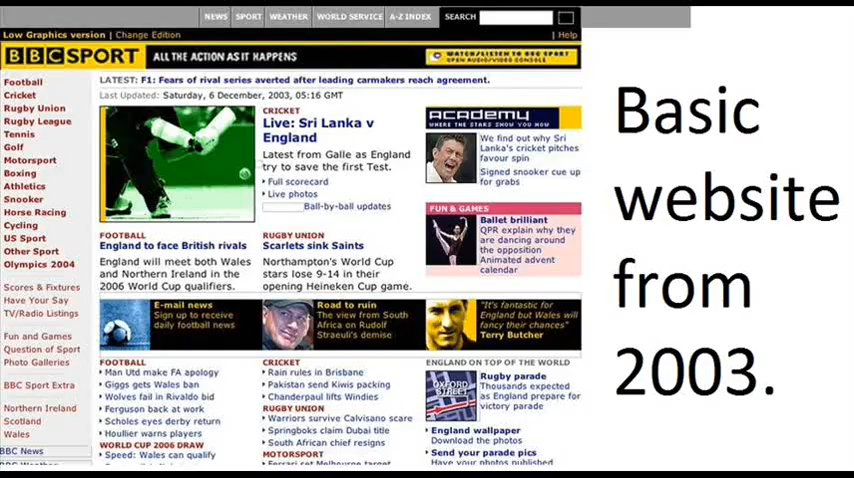 NEWS SPORT WEATHER WORLD SERVICE A-Z INDEX SEARCH
Low Graphics version | Change Edition | Help
BBC SPORT ALL THE ACTION AS IT HAPPENS
WATCH/LISTEN TO BBC SPORT
OPEN AUDIO/VIDEO CONSOLE
LATEST: F1: Fears of rival series averted after leading carmakers reach agreement.
Last Updated: Saturday, 6 December, 2003, 05:16 GMT
Football
Cricket
Rugby Union
Rugby League
Tennis
Golf
Motorsport
Boxing
Athletics
Snooker
Horse Racing
Cycling
US Sport
Other Sport
Olympics 2004
Scores & Fixtures
Have Your Say
TV/Radio Listings
Fun and Games
Question of Sport
Photo Galleries
BBC Sport Extra
Northern Ireland
Scotland
Wales
BBC News
BBC Weather
CRICKET
Live: Sri Lanka v
England
Latest from Galle as England
try to save the first Test.
Full scorecard
Live photos
Ball-by-ball updates
ACADEMY
WHERE THE STARS SHOW YOU HOW
We find out why Sri
Lanka's cricket pitches
favour spin
Signed snooker cue up
for grabs
FUN & GAMES
Ballet brilliant
QPR explain why they
are dancing around
the opposition
Animated advent
calendar
FOOTBALL
England to face British rivals
England will meet both Wales
and Northern Ireland in the
2006 World Cup qualifiers.
RUGBY UNION
Scarlets sink Saints
Northampton's World Cup
stars lose 9-14 in their
opening Heineken Cup game.
E-mail news
Sign up to receive
daily football news
Road to ruin
The view from South
Africa on Rudolf
Straeuli's demise
"It's fantastic for
England but Wales will
fancy their chances"
Terry Butcher
FOOTBALL
Man Utd make FA apology
Giggs gets Wales ban
Wolves fail in Rivaldo bid
Ferguson back at work
Scholes eyes derby return
Houllier warns players
WORLD CUP 2006 DRAW
Speed: Wales can qualify
CRICKET
Rain rules in Brisbane
Pakistan send Kiwis packing
Chanderpaul lifts Windies
RUGBY UNION
Warriors survive Calvisano scare
Springboks claim Dubai title
South African chief resigns
MOTORSPORT
Ferrari set Melbourne target
ENGLAND ON TOP OF THE WORLD
OXFORD
STREET
Rugby parade
Thousands expected
as England prepare for
victory parade
England wallpaper
Download the photos
Send your parade pics
Have your photos published
Basic
website
from
2003.